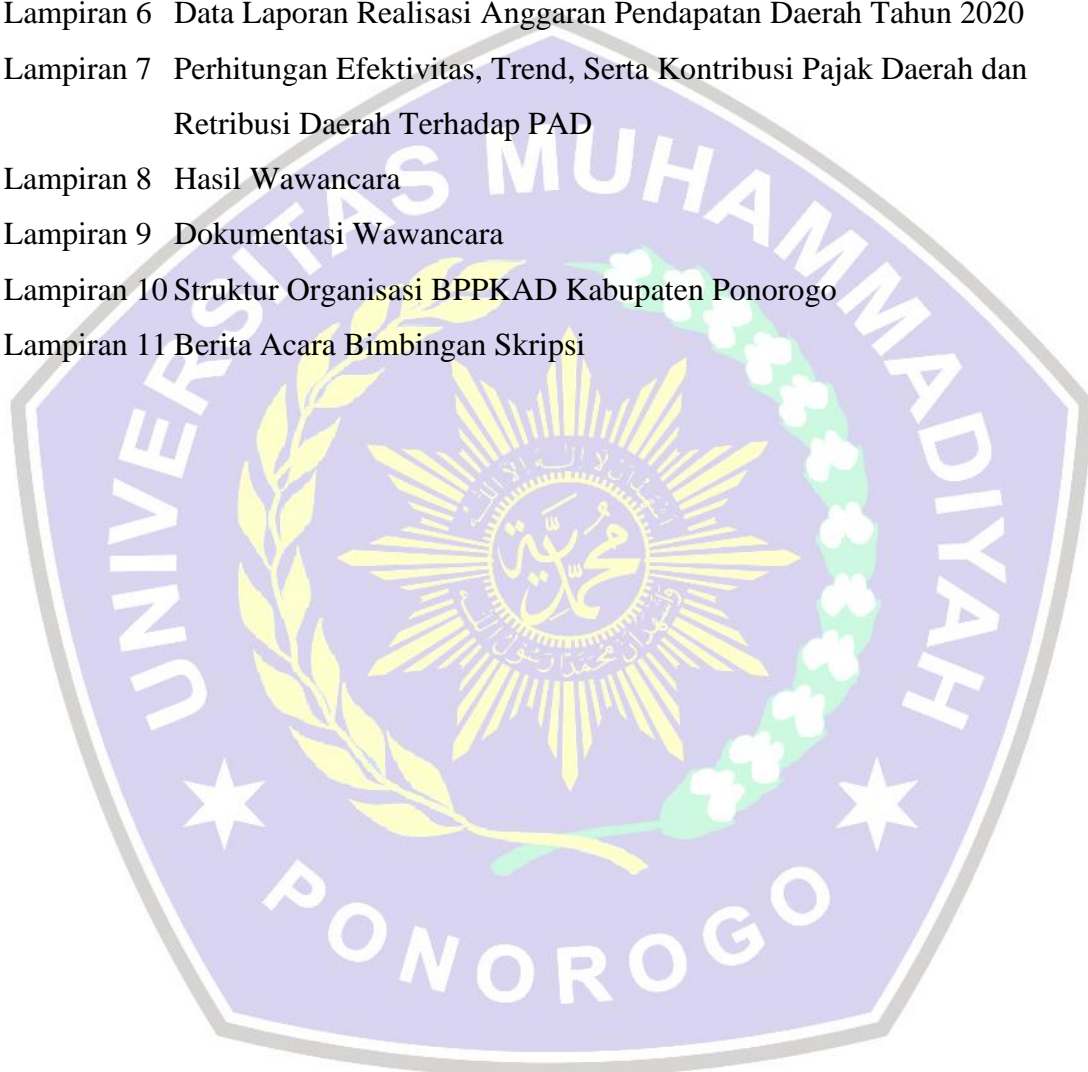 Lampiran 6 Data Laporan Realisasi Anggaran Pendapatan Daerah Tahun 2020
Lampiran 7 Perhitungan Efektivitas, Trend, Serta Kontribusi Pajak Daerah dan
Retribusi Daerah Terhadap PAD
Lampiran 8 Hasil Wawancara
Lampiran 9 Dokumentasi Wawancara
Lampiran 10 Struktur Organisasi BPPKAD Kabupaten Ponorogo
Lampiran 11 Berita Acara Bimbingan Skripsi
UNIVERSITAS MUHAMMADIYAH
PONOROGO
محمدية